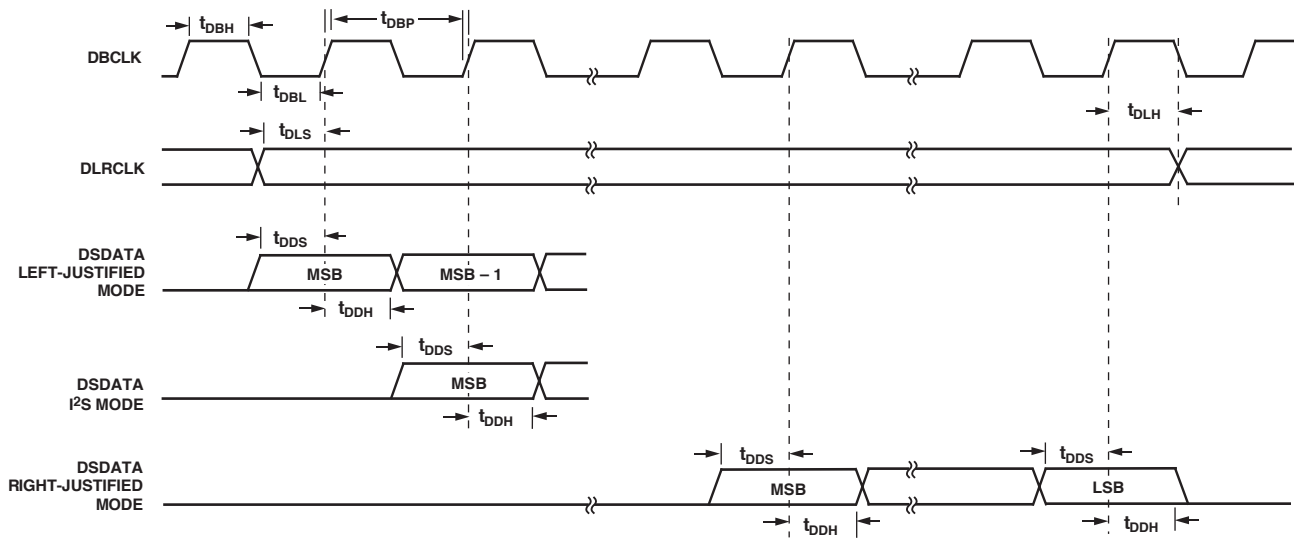 tDBH
tDBP
DBCLK
tDBL
tDLH
tDLS
DLRCLK
tDDS
DSDATA
LEFT-JUSTIFIED
MODE
MSB
MSB – 1
tDDH
tDDS
DSDATA
I²S MODE
MSB
tDDH
DSDATA
RIGHT-JUSTIFIED
MODE
tDDS
tDDS
MSB
LSB
tDDH
tDDH